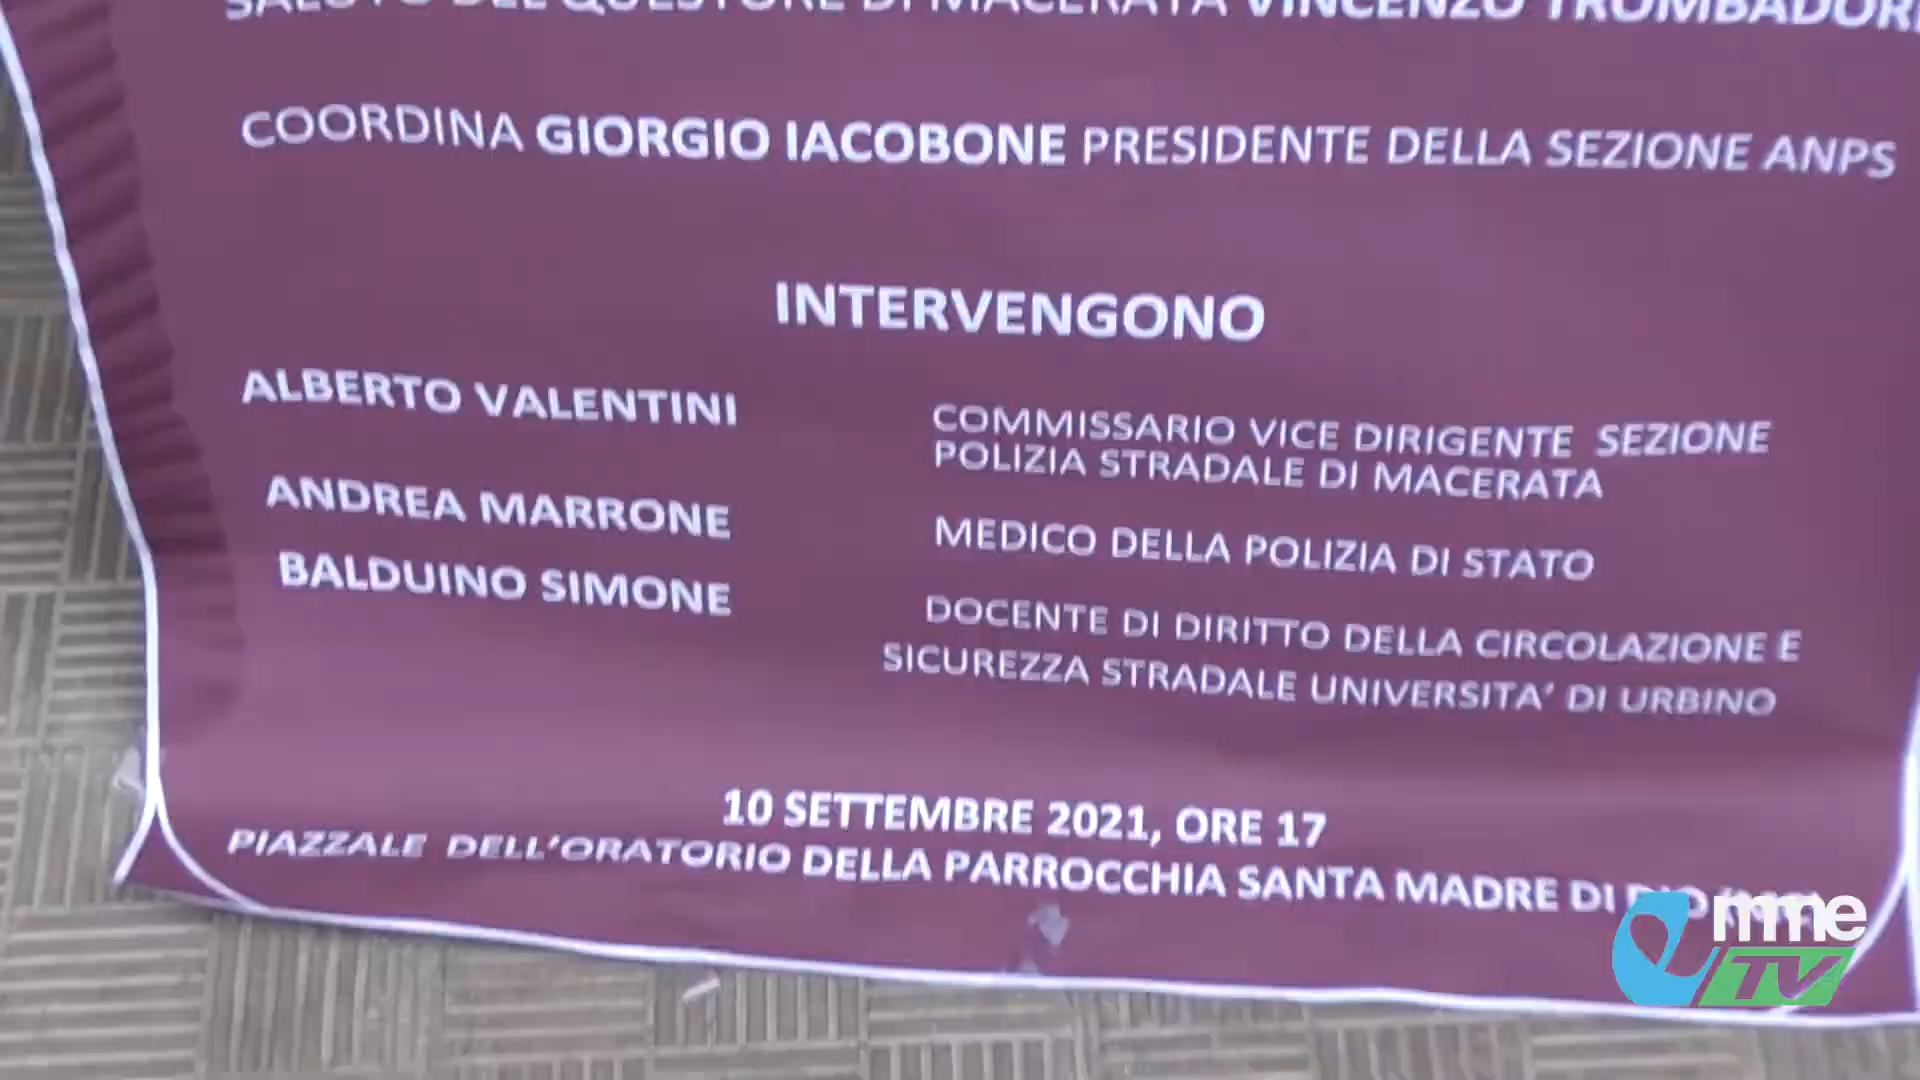 SALUTO DEL QUESTORE DI MACERATA VINCENZO TROMBADORE
COORDINA GIORGIO IACOBONE PRESIDENTE DELLA SEZIONE ANPS
INTERVENGONO
ALBERTO VALENTINI
COMMISSARIO VICE DIRIGENTE SEZIONE
POLIZIA STRADALE DI MACERATA
ANDREA MARRONE
MEDICO DELLA POLIZIA DI STATO
BALDUINO SIMONE
DOCENTE DI DIRITTO DELLA CIRCOLAZIONE E
SICUREZZA STRADALE UNIVERSITA' DI URBINO
10 SETTEMBRE 2021, ORE 17
PIAZZALE DELL'ORATORIO DELLA PARROCCHIA SANTA MADRE DI DIO
emme
TV